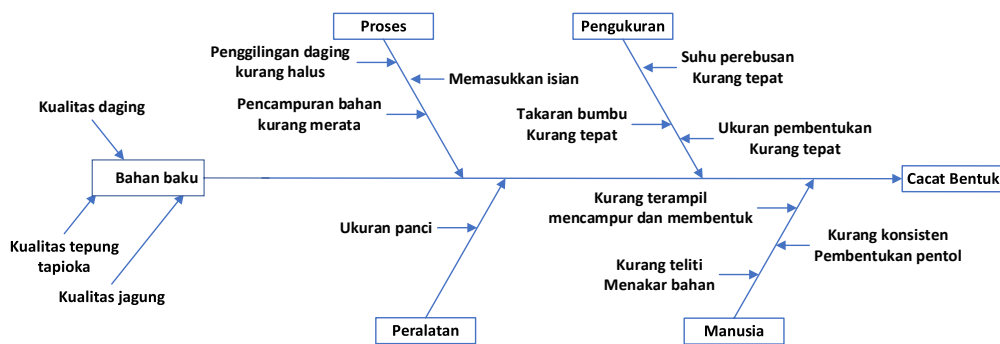 Proses
Pengukuran
Penggilingan daging
kurang halus
Memasukkan isian
Pencampuran bahan
kurang merata
Suhu perebusan
Kurang tepat
Takaran bumbu
Kurang tepat
Ukuran pembentukan
Kurang tepat
Kualitas daging
Bahan baku
Cacat Bentuk
Kualitas tepung
tapioka
Kualitas jagung
Ukuran panci
Kurang terampil
mencampur dan membentuk
Kurang konsisten
Pembentukan pentol
Kurang teliti
Menakar bahan
Peralatan
Manusia